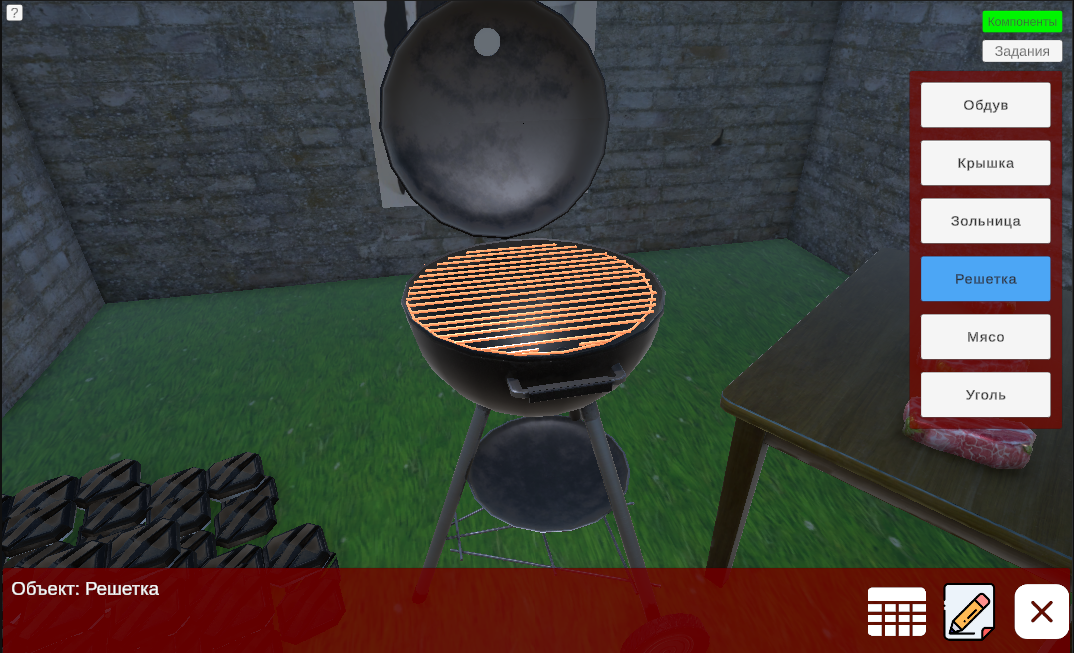 ?
Компоненты
Задания
Обдув
Крышка
Зольница
Решетка
Мясо
Уголь
Объект: Решетка